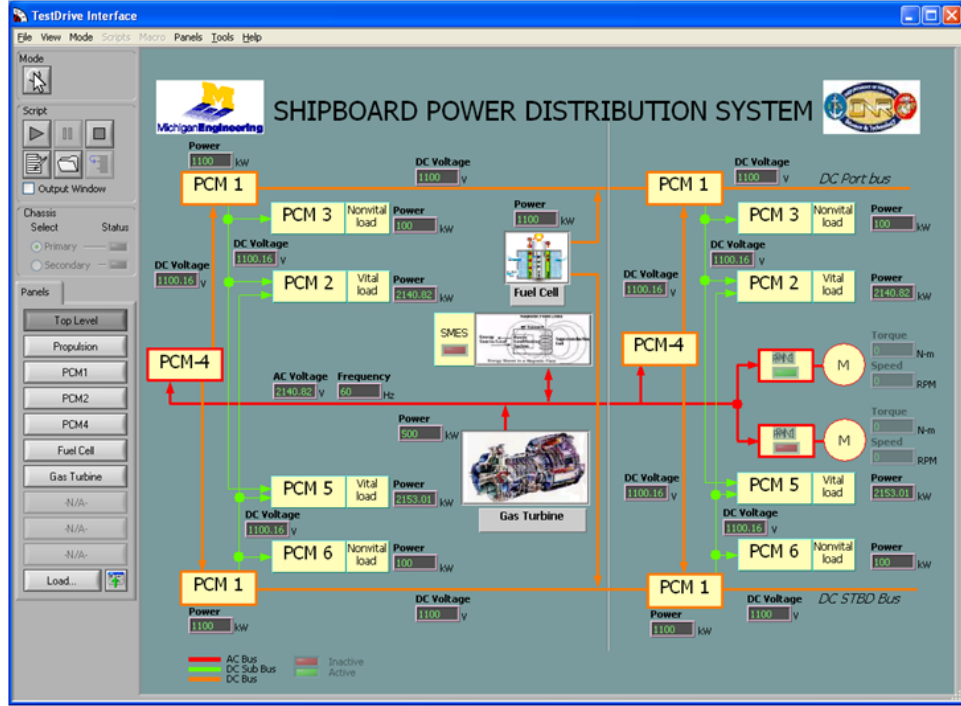 TestDrive Interface
File View Mode Scripts Macro Panels Tools Help
Mode
Script
Output Window
Chassis
Select Status
Primary
Secondary
Panels
Top Level
Propulsion
PCM1
PCM2
PCM4
Fuel Cell
Gas Turbine
-N/A-
-N/A-
-N/A-
Load...
MichiganEngineering
SHIPBOARD POWER DISTRIBUTION SYSTEM
Power
1100 kW
PCM 1
DC Voltage
1100 V
PCM 1
DC Voltage
1100 V
DC Port bus
PCM 3 Nonvital load
Power
100 kW
Power
1100 kW
PCM 3 Nonvital load
Power
100 kW
DC Voltage
1100.16 V
DC Voltage
1100.16 V
DC Voltage
1100.16 V
PCM 2 Vital load
Power
2140.82 kW
Fuel Cell
DC Voltage
1100.16 V
PCM 2 Vital load
Power
2140.82 kW
SMES
PCM-4
PCM-4
Torque
0 N-m
Speed
0 RPM
M
AC Voltage Frequency
2140.82 V 60 Hz
Power
500 kW
Torque
0 N-m
Speed
0 RPM
M
Gas Turbine
PCM 5 Vital load
Power
2153.01 kW
DC Voltage
1100.16 V
DC Voltage
1100.16 V
PCM 5 Vital load
Power
2153.01 kW
DC Voltage
1100.16 V
PCM 6 Nonvital load
Power
100 kW
PCM 6 Nonvital load
Power
100 kW
PCM 1
Power
1100 kW
DC Voltage
1100 V
PCM 1
Power
1100 kW
DC Voltage
1100 V
DC STBD Bus
AC Bus
DC Sub Bus
DC Bus
Inactive
Active